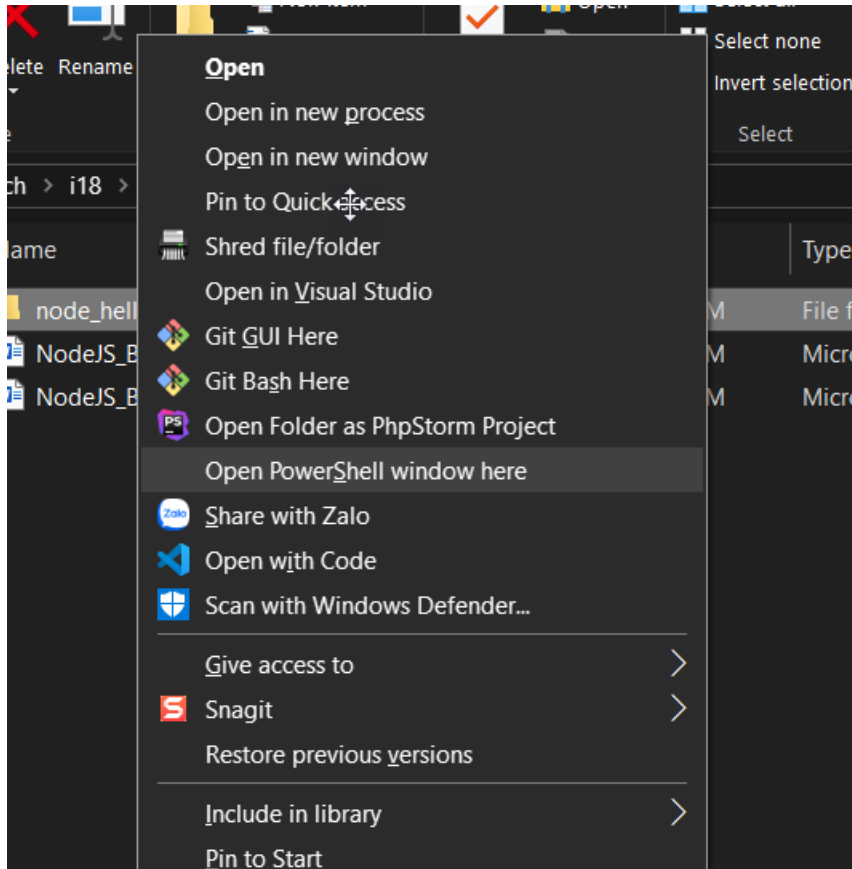 Rename
Select none
Invert selection
Select
i18
Open
Open in new process
Open in new window
Pin to Quick access
Shred file/folder
Open in Visual Studio
Git GUI Here
Git Bash Here
Open Folder as PhpStorm Project
Open PowerShell window here
Zalo
Share with Zalo
Open with Code
Scan with Windows Defender...
Give access to
S
Snagit
Restore previous versions
Include in library
Pin to Start
Type
node_hell
File f
NodeJS_B
Micro
NodeJS_B
Micro
PS